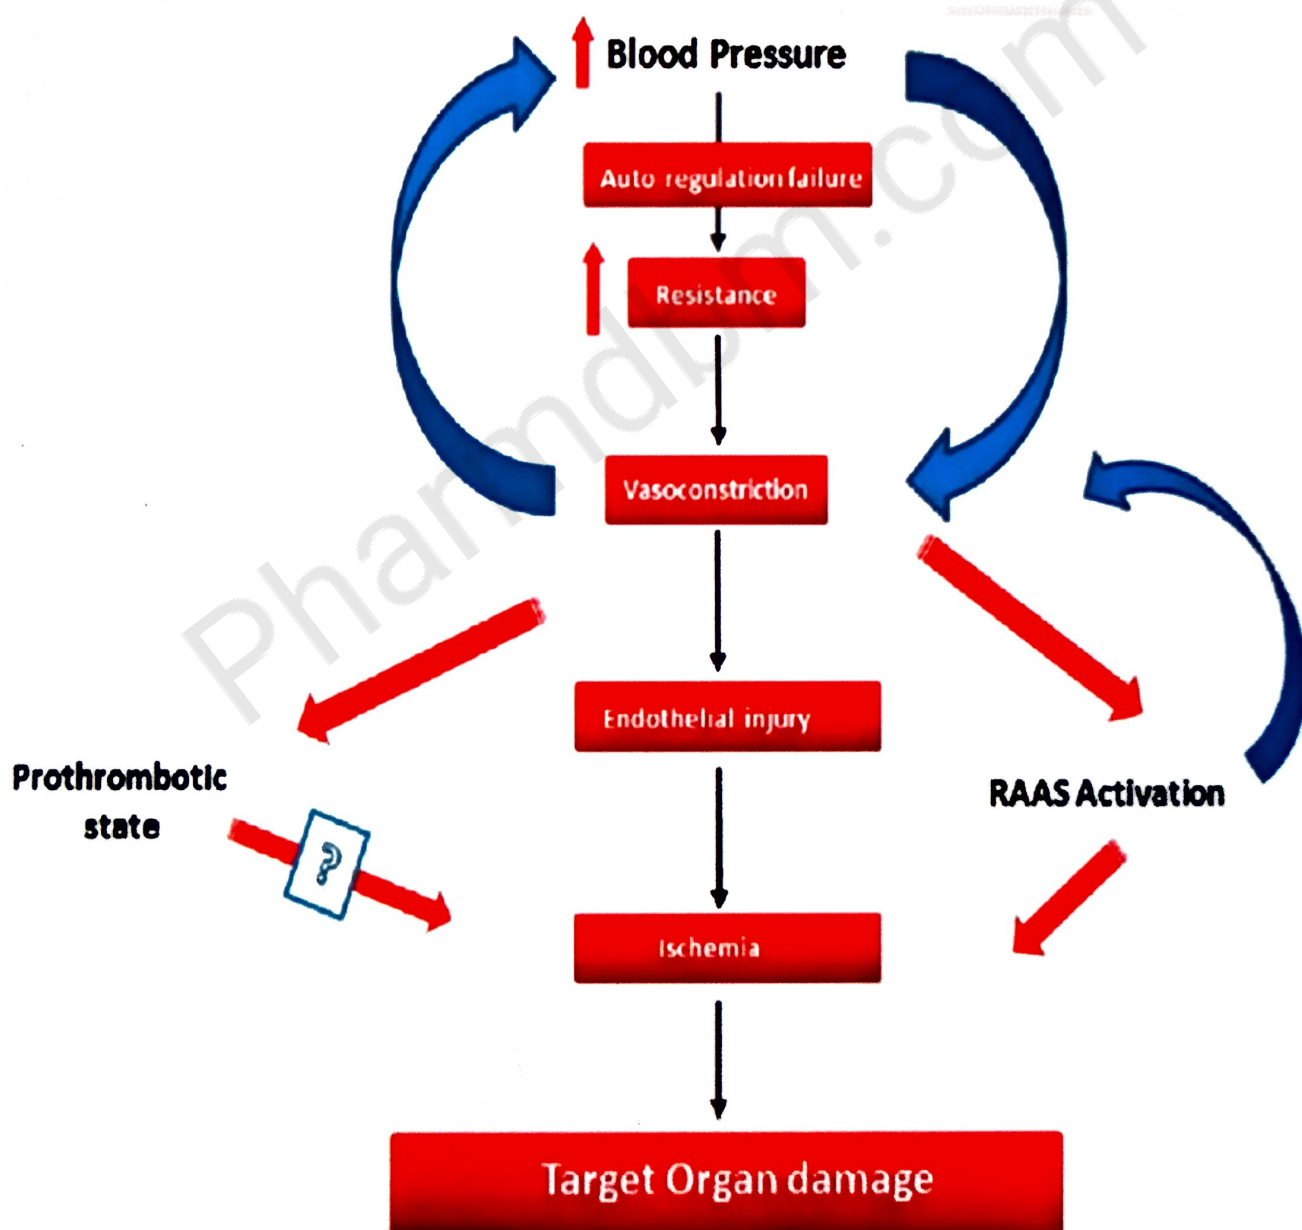 Blood Pressure
Auto regulation failure
Resistance
Vasoconstriction
Endothelial injury
Prothrombotic
state
RAAS Activation
?
Ischemia
Target Organ damage
Pharmdbm.com